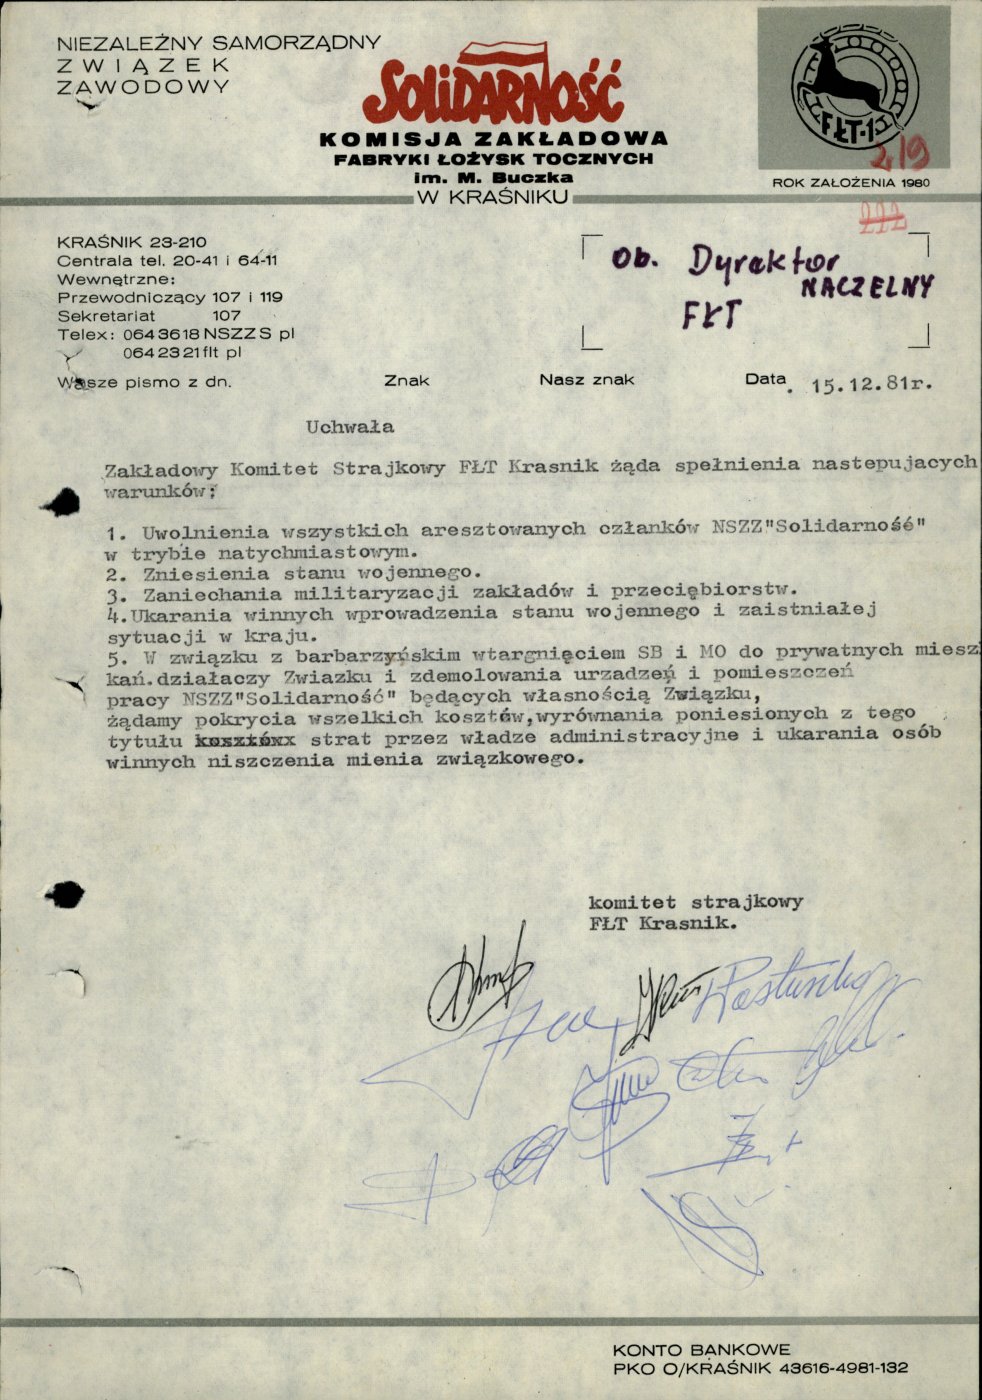 NIEZALEŻNY SAMORZĄDNY
ZWIĄZEK
ZAWODOWY
SOLIDARNOŚĆ
KOMISJA ZAKŁADOWA
FABRYKI ŁOŻYSK TOCZNYCH
im. M. Buczka
W KRAŚNIKU
FŁT-1
219
ROK ZAŁOŻENIA 1980
222
KRAŚNIK 23-210
Centrala tel. 20-41 i 64-11
Wewnętrzne:
Przewodniczący 107 i 119
Sekretariat 107
Telex: 0643618 NSZZS pl
0642321 flt pl
Ob. Dyrektor
NACZELNY
FŁT
Wasze pismo z dn. Znak Nasz znak Data . 15.12.81r.
Uchwała
Zakładowy Komitet Strajkowy FŁT Krasnik żąda spełnienia nastepujacych
warunków:
1. Uwolnienia wszystkich aresztowanych człanków NSZZ"Solidarność"
w trybie natychmiastowym.
2. Zniesienia stanu wojennego.
3. Zaniechania militaryzacji zakładów i przeciębiorstw.
4.Ukarania winnych wprowadzenia stanu wojennego i zaistniałej
sytuacji w kraju.
5. W związku z barbarzyńskim wtargnięciem SB i MO do prywatnych miesz
kań.działaczy Zwiazku i zdemolowania urzadzeń i pomieszczeń
pracy NSZZ"Solidarność" będących własnością Związku,
żądamy pokrycia wszelkich kosztów,wyrównania poniesionych z tego
tytułu kosztów strat przez władze administracyjne i ukarania osób
winnych niszczenia mienia związkowego.
komitet strajkowy
FŁT Krasnik.
KONTO BANKOWE
PKO O/KRAŚNIK 43616-4981-132